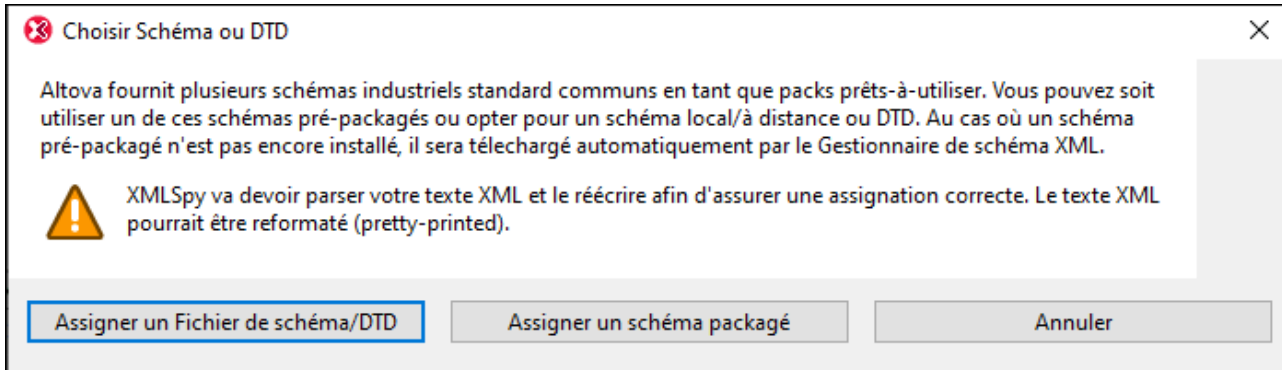 Choisir Schéma ou DTD
Altova fournit plusieurs schémas industriels standard communs en tant que packs prêts-à-utiliser. Vous pouvez soit
utiliser un de ces schémas pré-packagés ou opter pour un schéma local/à distance ou DTD. Au cas où un schéma
pré-packagé n'est pas encore installé, il sera télechargé automatiquement par le Gestionnaire de schéma XML.
XMLSpy va devoir parser votre texte XML et le réécrire afin d'assurer une assignation correcte. Le texte XML
pourrait être reformaté (pretty-printed).
Assigner un Fichier de schéma/DTD
Assigner un schéma packagé
Annuler